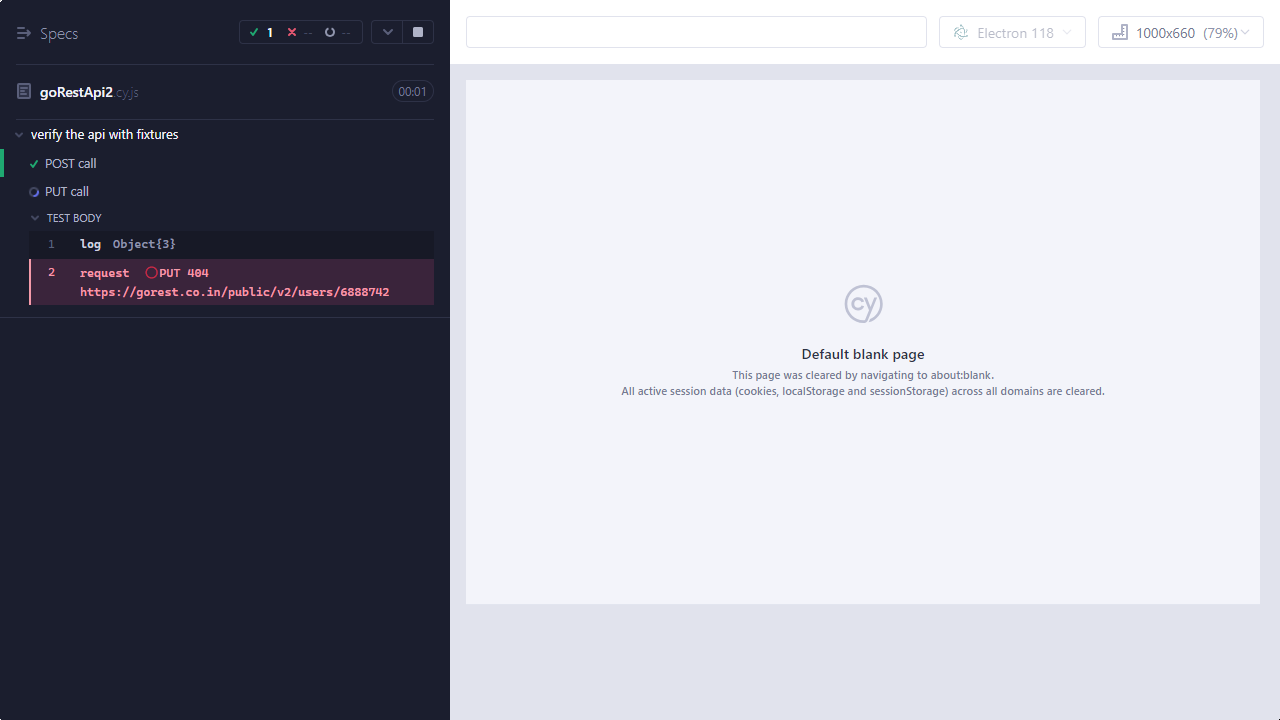 Specs
1 -- --
goRestApi2.cy.js
00:01
verify the api with fixtures
POST call
PUT call
TEST BODY
1 log Object{3}
2 request PUT 404
https://gorest.co.in/public/v2/users/6888742
Electron 118
1000x660 (79%)
cy
Default blank page
This page was cleared by navigating to about:blank.
All active session data (cookies, localStorage and sessionStorage) across all domains are cleared.